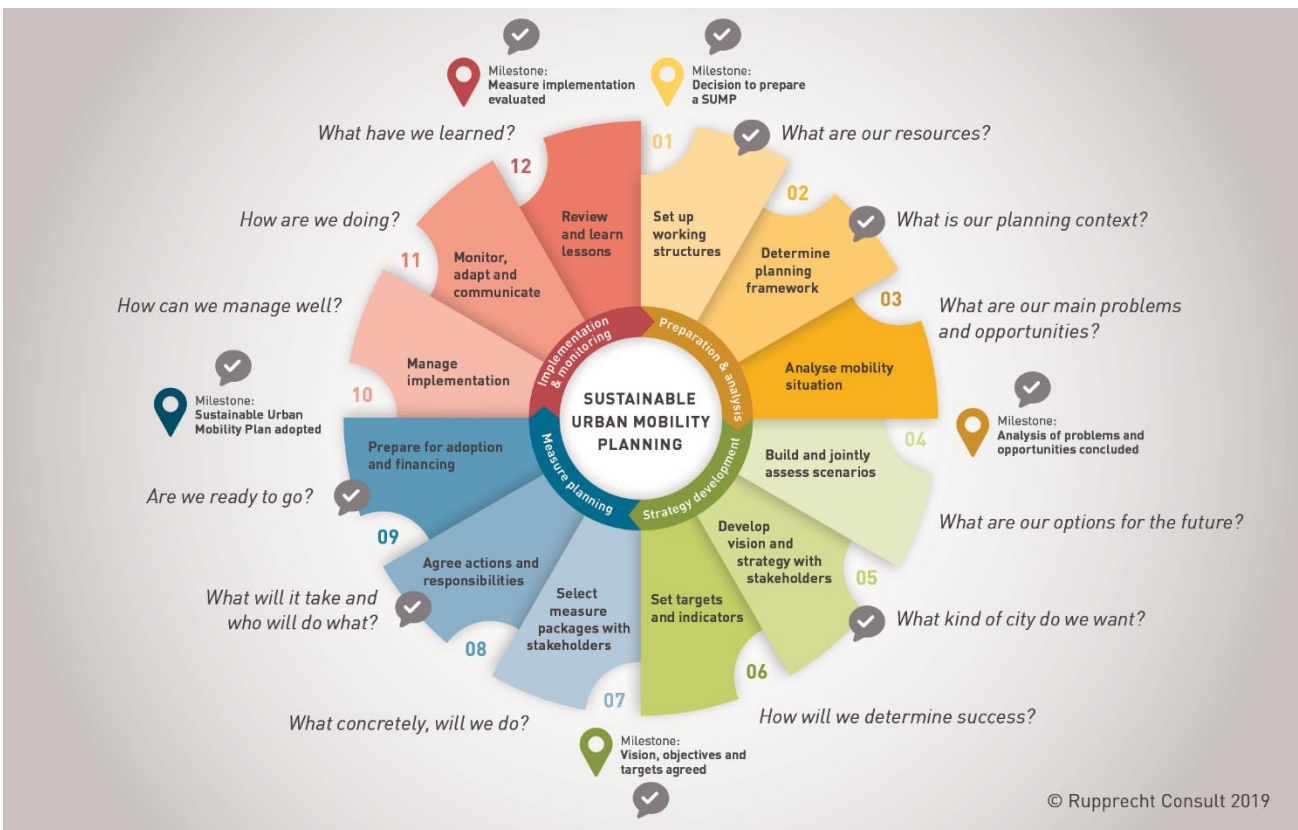 Milestone:
Measure implementation
evaluated
Milestone:
Decision to prepare
a SUMP
What have we learned?
What are our resources?
How are we doing?
What is our planning context?
How can we manage well?
What are our main problems
and opportunities?
Milestone:
Sustainable Urban
Mobility Plan adopted
Milestone:
Analysis of problems and
opportunities concluded
Are we ready to go?
What are our options for the future?
What will it take and
who will do what?
What kind of city do we want?
What concretely, will we do?
How will we determine success?
Milestone:
Vision, objectives and
targets agreed
01
Set up
working
structures
02
Determine
planning
framework
03
Analyse mobility
situation
04
Build and jointly
assess scenarios
05
Develop
vision and
strategy with
stakeholders
06
Set targets
and indicators
07
Select
measure
packages with
stakeholders
08
Agree actions and
responsibilities
09
Prepare for adoption
and financing
10
Manage
implementation
11
Monitor,
adapt and
communicate
12
Review
and learn
lessons
Preparation & analysis
Strategy development
Measure planning
Implementation
& monitoring
SUSTAINABLE
URBAN MOBILITY
PLANNING
© Rupprecht Consult 2019